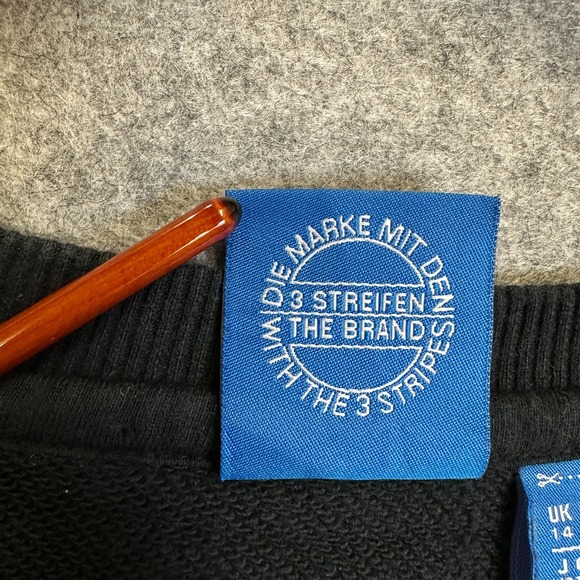 DIE MARKE MIT DEN
3 STREIFEN
THE BRAND
WITH THE 3 STRIPES
UK
14